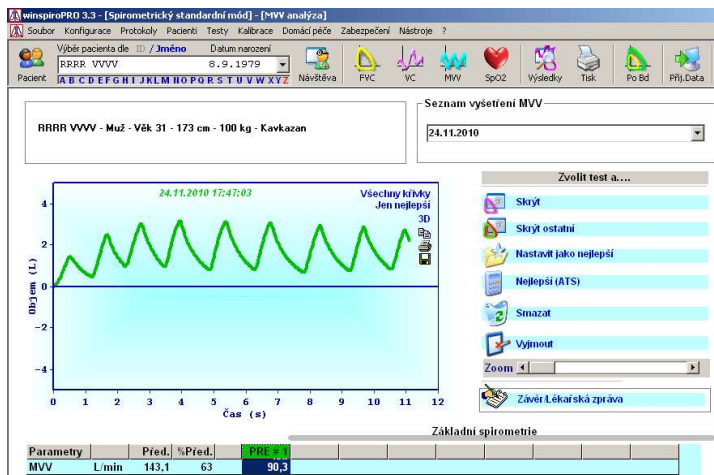 winspiroPRO 3.3 - [Spirometrický standardní mód] - [MVV analýza]
Soubor Konfigurace Protokoly Pacienti Testy Kalibrace Domácí péče Zabezpečení Nástroje ?
Výběr pacienta dle ID / Jméno Datum narození
RRRR VVVV 8.9.1979
A B C D E F G H I J K L M N O P Q R S T U V W X Y Z
Pacient Návštěva FVC VC MVV SpO2 Výsledky Tisk Po Bd Přij.Data
Seznam vyšetření MVV
RRRR VVVV - Muž - Věk 31 - 173 cm - 100 kg - Kavkazan
24.11.2010
Zvolit test a....
24.11.2010 17:47:03
Všechny křivky
Jen nejlepší
3D
Skrýt
Skrýt ostatní
Nastavit jako nejlepší
Nejlepší (ATS)
Smazat
Vyjmout
Zoom
Závěr/Lékařská zpráva
Objem (L)
4
2
0
-2
-4
0 1 2 3 4 5 6 7 8 9 10 11 12
Čas (s)
Základní spirometrie
Parametry Před. %Před. PRE # 1
MVV L/min 143,1 63 90,3